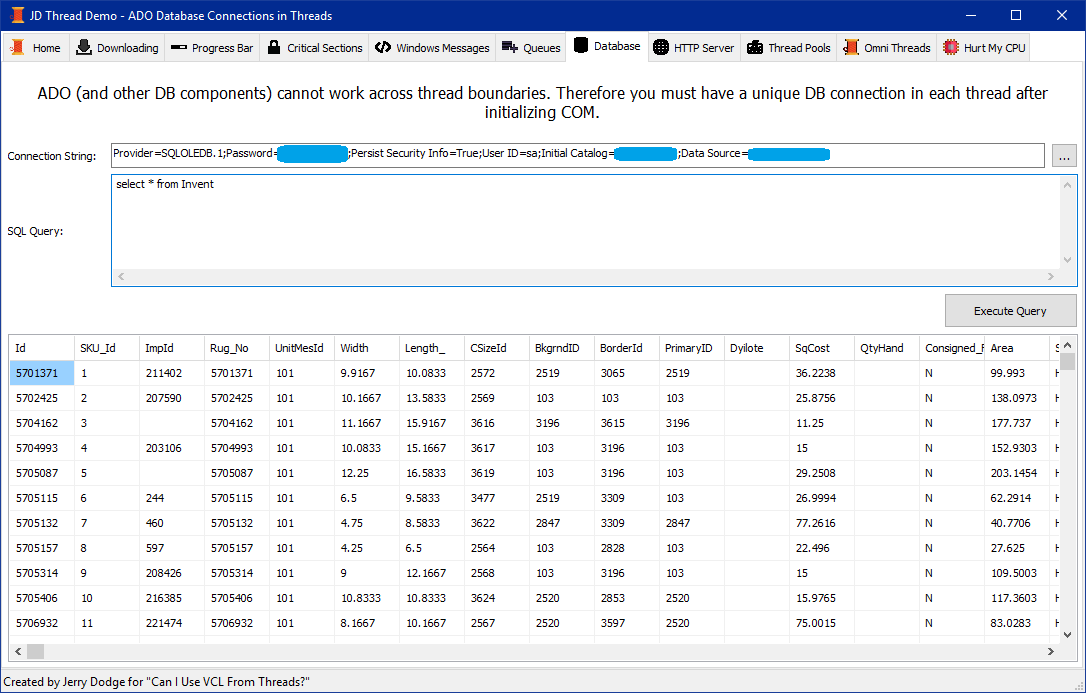 JD Thread Demo - ADO Database Connections in Threads
Home Downloading Progress Bar Critical Sections Windows Messages Queues Database HTTP Server Thread Pools Omni Threads Hurt My CPU
ADO (and other DB components) cannot work across thread boundaries. Therefore you must have a unique DB connection in each thread after
initializing COM.
Connection String: Provider=SQLOLEDB.1;Password= ;Persist Security Info=True;User ID=sa;Initial Catalog= ;Data Source= ...
select * from Invent
SQL Query:
Execute Query
Id SKU_Id ImpId Rug_No UnitMesId Width Length_ CSizeId BkgrndID BorderId PrimaryID Dyilote SqCost QtyHand Consigned_F Area S
5701371 1 211402 5701371 101 9.9167 10.0833 2572 2519 3065 2519 36.2238 N 99.993 H
5702425 2 207590 5702425 101 10.1667 13.5833 2569 103 103 103 25.8756 N 138.0973 H
5704162 3 5704162 101 11.1667 15.9167 3616 3196 3615 3196 11.25 N 177.737 H
5704993 4 203106 5704993 101 10.0833 15.1667 3617 103 3196 103 15 N 152.9303 H
5705087 5 5705087 101 12.25 16.5833 3619 103 3196 103 29.2508 N 203.1454 H
5705115 6 244 5705115 101 6.5 9.5833 3477 2519 3309 103 26.9994 N 62.2914 H
5705132 7 460 5705132 101 4.75 8.5833 3622 2847 3309 2847 77.2616 N 40.7706 H
5705157 8 597 5705157 101 4.25 6.5 2564 103 2828 103 22.496 N 27.625 H
5705314 9 208426 5705314 101 9 12.1667 2568 103 3196 103 15 N 109.5003 H
5705406 10 216385 5705406 101 10.8333 10.8333 3624 2520 2853 2520 15.9765 N 117.3603 H
5706932 11 221474 5706932 101 8.1667 10.1667 2567 2520 3597 2520 75.0015 N 83.0283 H
Created by Jerry Dodge for "Can I Use VCL From Threads?"